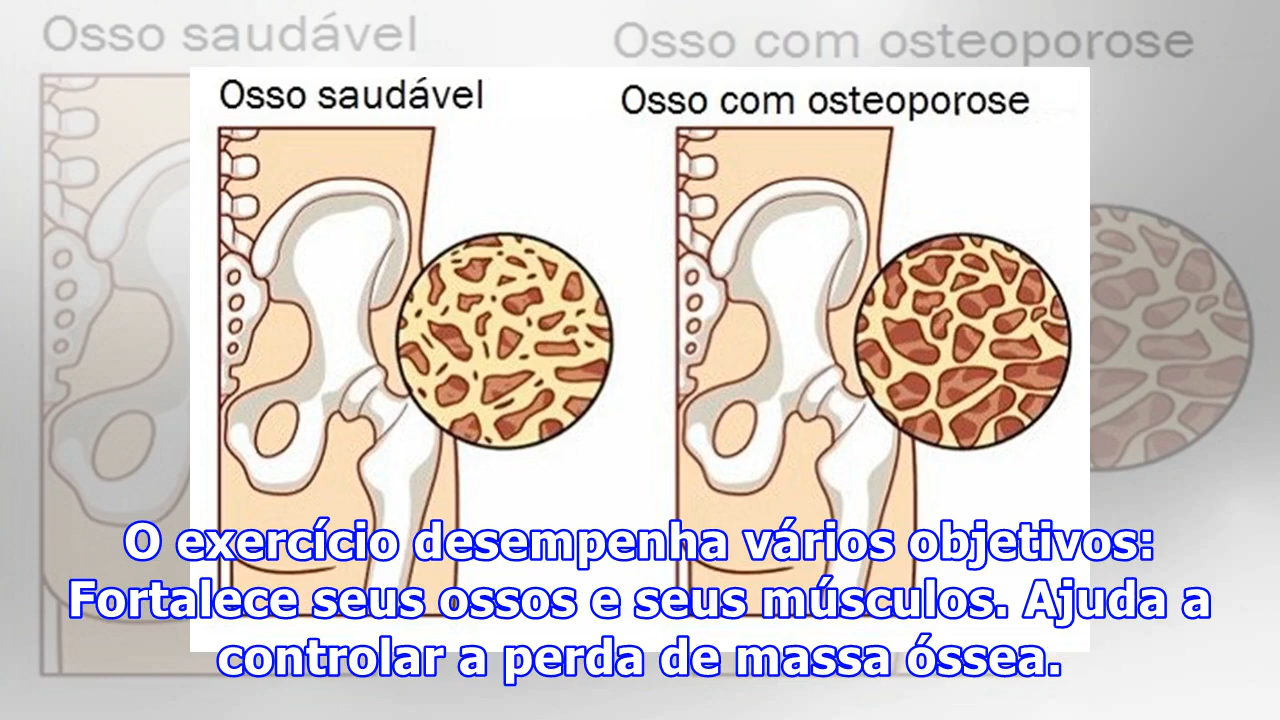 Osso saudável
Osso com osteoporose
Osso saudável
Osso com osteoporose
O exercício desempenha vários objetivos:
Fortalece seus ossos e seus músculos. Ajuda a
controlar a perda de massa óssea.